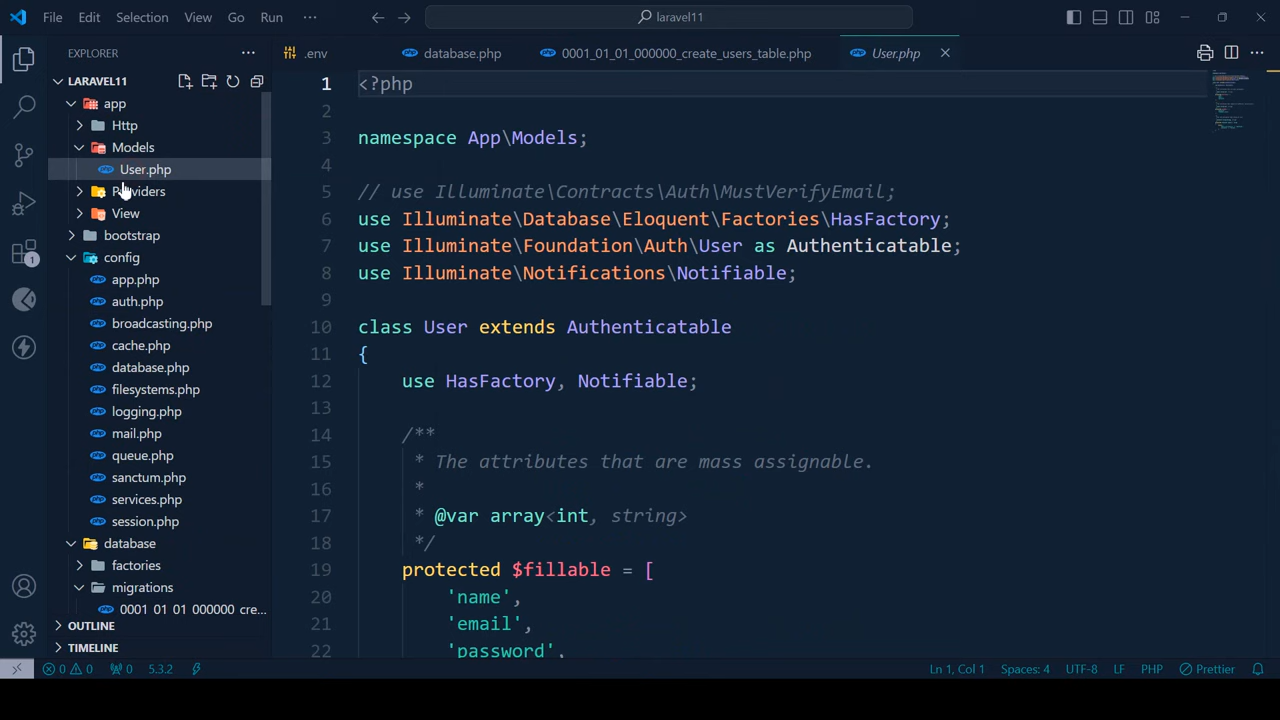 File Edit Selection View Go Run ···
laravel11
EXPLORER
.env
database.php
0001_01_01_000000_create_users_table.php
User.php
LARAVEL11
app
Http
Models
User.php
Providers
View
bootstrap
config
app.php
auth.php
broadcasting.php
cache.php
database.php
filesystems.php
logging.php
mail.php
queue.php
sanctum.php
services.php
session.php
database
factories
migrations
0001_01_01_000000_cre...
OUTLINE
TIMELINE
1 <?php
2
3 namespace App\Models;
4
5 // use Illuminate\Contracts\Auth\MustVerifyEmail;
6 use Illuminate\Database\Eloquent\Factories\HasFactory;
7 use Illuminate\Foundation\Auth\User as Authenticatable;
8 use Illuminate\Notifications\Notifiable;
9
10 class User extends Authenticatable
11 {
12 use HasFactory, Notifiable;
13
14 /**
15 * The attributes that are mass assignable.
16 *
17 * @var array<int, string>
18 */
19 protected $fillable = [
20 'name',
21 'email',
22 'password',
1
0 0 0 5.3.2 Ln 1, Col 1 Spaces: 4 UTF-8 LF PHP Prettier